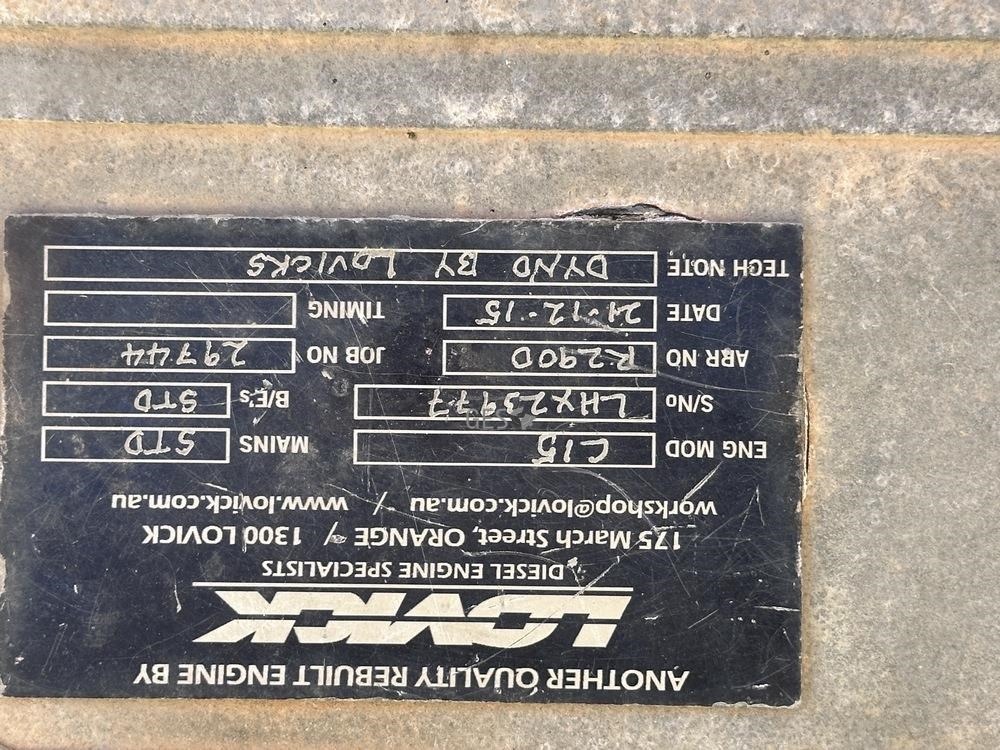 ANOTHER QUALITY REBUILT ENGINE BY
LOVICK
DIESEL ENGINE SPECIALISTS
175 March Street, ORANGE / 1300 LOVICK
workshop@lovick.com.au / www.lovick.com.au
ENG MOD C15 MAINS STD
S/No LHX23977 B/E's STD
ARR NO R290D JOB NO 29744
DATE 21-12-15 TIMING
TECH NOTE DYNO BY LOVICKS
GES